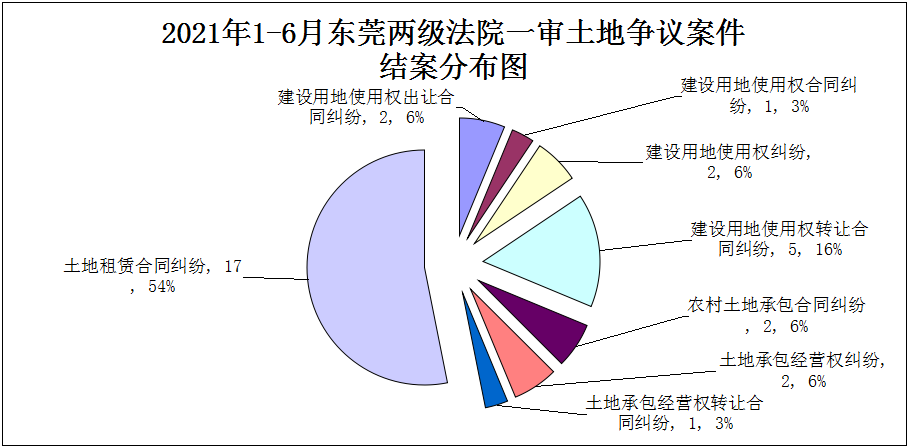 2021年1-6月东莞两级法院一审土地争议案件
结案分布图
建设用地使用权出让合
同纠纷, 2, 6%
建设用地使用权合同纠
纷, 1, 3%
建设用地使用权纠纷,
2, 6%
建设用地使用权转让合
同纠纷, 5, 16%
农村土地承包合同纠纷
, 2, 6%
土地承包经营权纠纷,
2, 6%
土地承包经营权转让合
同纠纷, 1, 3%
土地租赁合同纠纷, 17
, 54%